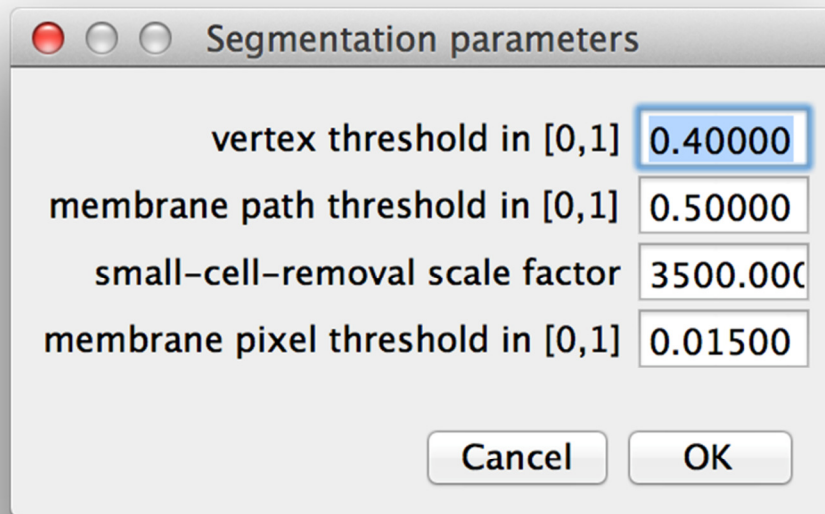 Segmentation parameters
vertex threshold in [0,1] 0.40000
membrane path threshold in [0,1] 0.50000
small-cell-removal scale factor 3500.000
membrane pixel threshold in [0,1] 0.01500
Cancel OK